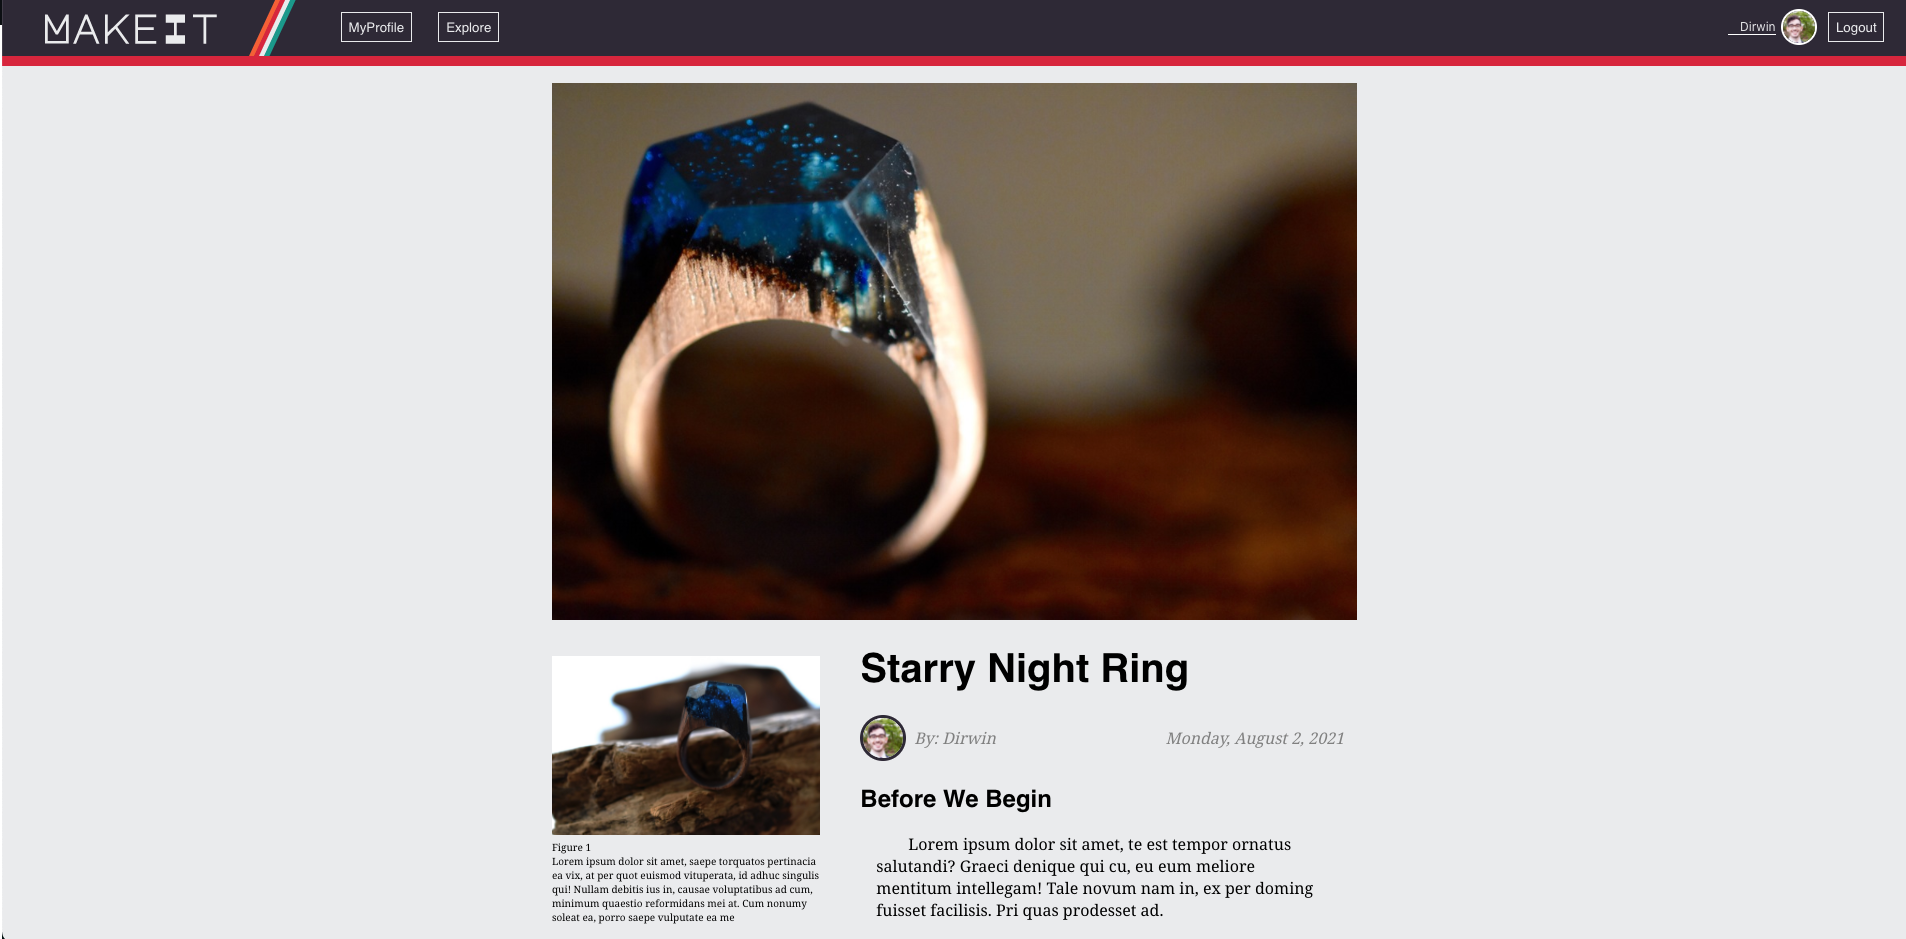 MAKEIT
MyProfile
Explore
Dirwin
Logout
Starry Night Ring
By: Dirwin
Monday, August 2, 2021
Before We Begin
Lorem ipsum dolor sit amet, te est tempor ornatus
salutandi? Graeci denique qui cu, eu eum meliore
mentitum intellegam! Tale novum nam in, ex per doming
fuisset facilisis. Pri quas prodesset ad.
Figure 1
Lorem ipsum dolor sit amet, saepe torquatos pertinacia
ea vix, at per quot euismod vituperata, id adhuc singulis
qui! Nullam debitis ius in, causae voluptatibus ad cum,
minimum quaestio reformidans mei at. Cum nonumy
soleat ea, porro saepe vulputate ea me